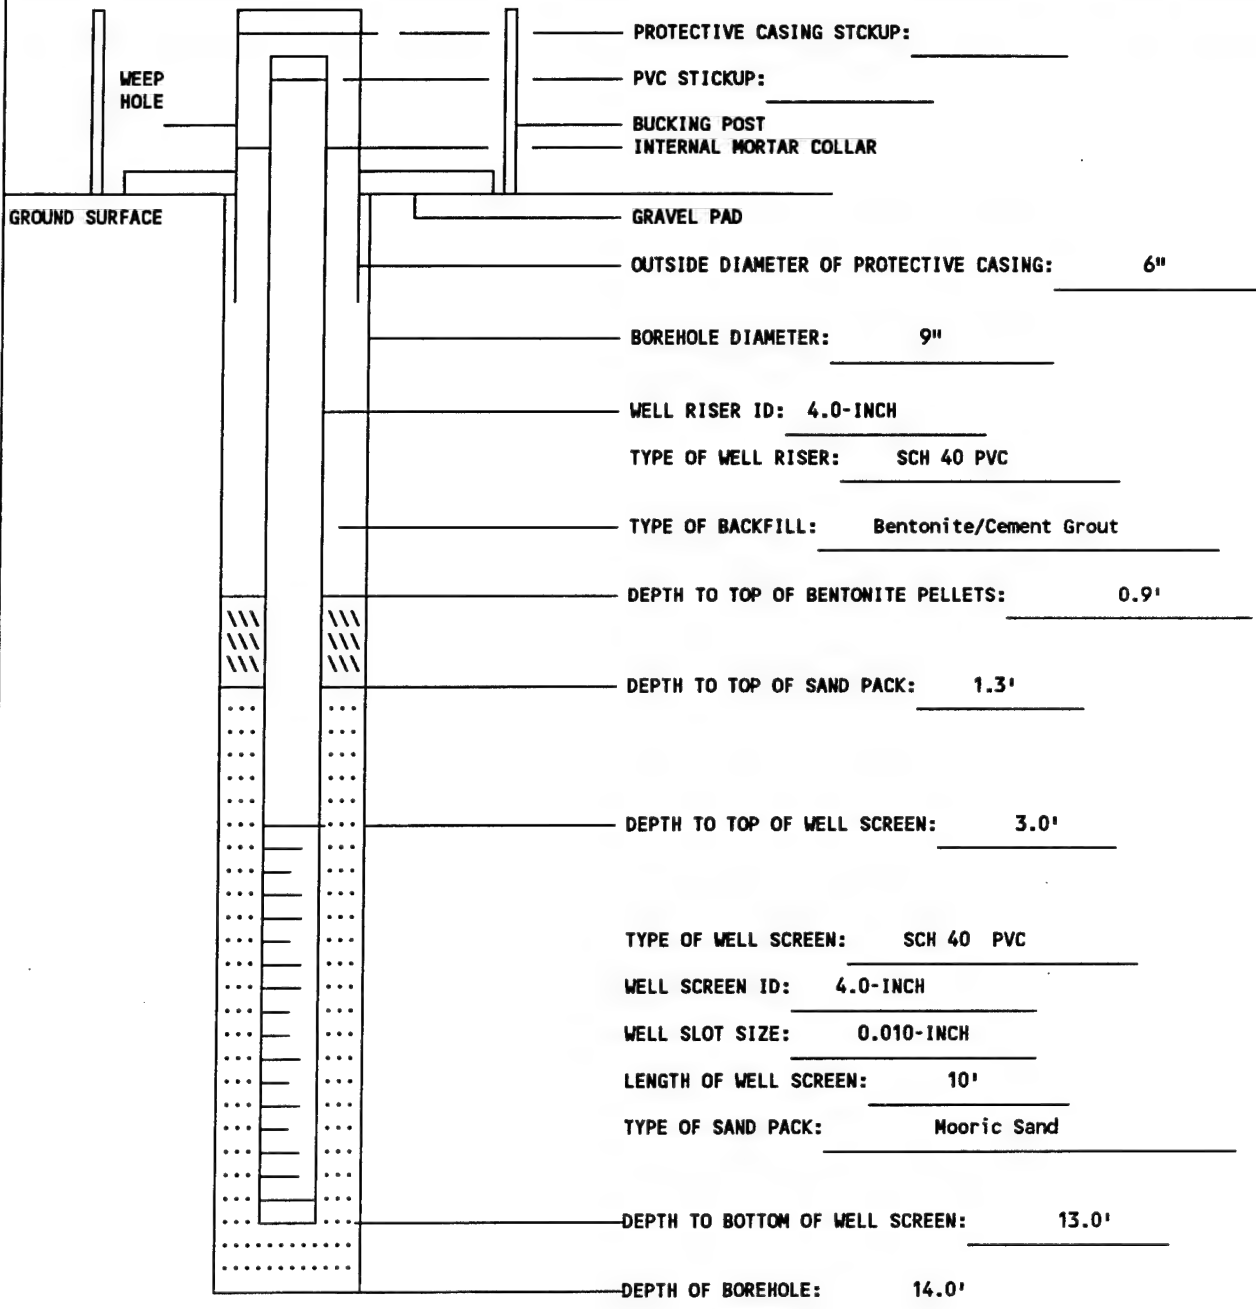 PROTECTIVE CASING STCKUP:
WEEP
HOLE
PVC STICKUP:
BUCKING POST
INTERNAL MORTAR COLLAR
GROUND SURFACE
GRAVEL PAD
OUTSIDE DIAMETER OF PROTECTIVE CASING: 6"
BOREHOLE DIAMETER: 9"
WELL RISER ID: 4.0-INCH
TYPE OF WELL RISER: SCH 40 PVC
TYPE OF BACKFILL: Bentonite/Cement Grout
DEPTH TO TOP OF BENTONITE PELLETS: 0.9'
DEPTH TO TOP OF SAND PACK: 1.3'
DEPTH TO TOP OF WELL SCREEN: 3.0'
TYPE OF WELL SCREEN: SCH 40 PVC
WELL SCREEN ID: 4.0-INCH
WELL SLOT SIZE: 0.010-INCH
LENGTH OF WELL SCREEN: 10'
TYPE OF SAND PACK: Mooric Sand
DEPTH TO BOTTOM OF WELL SCREEN: 13.0'
DEPTH OF BOREHOLE: 14.0'